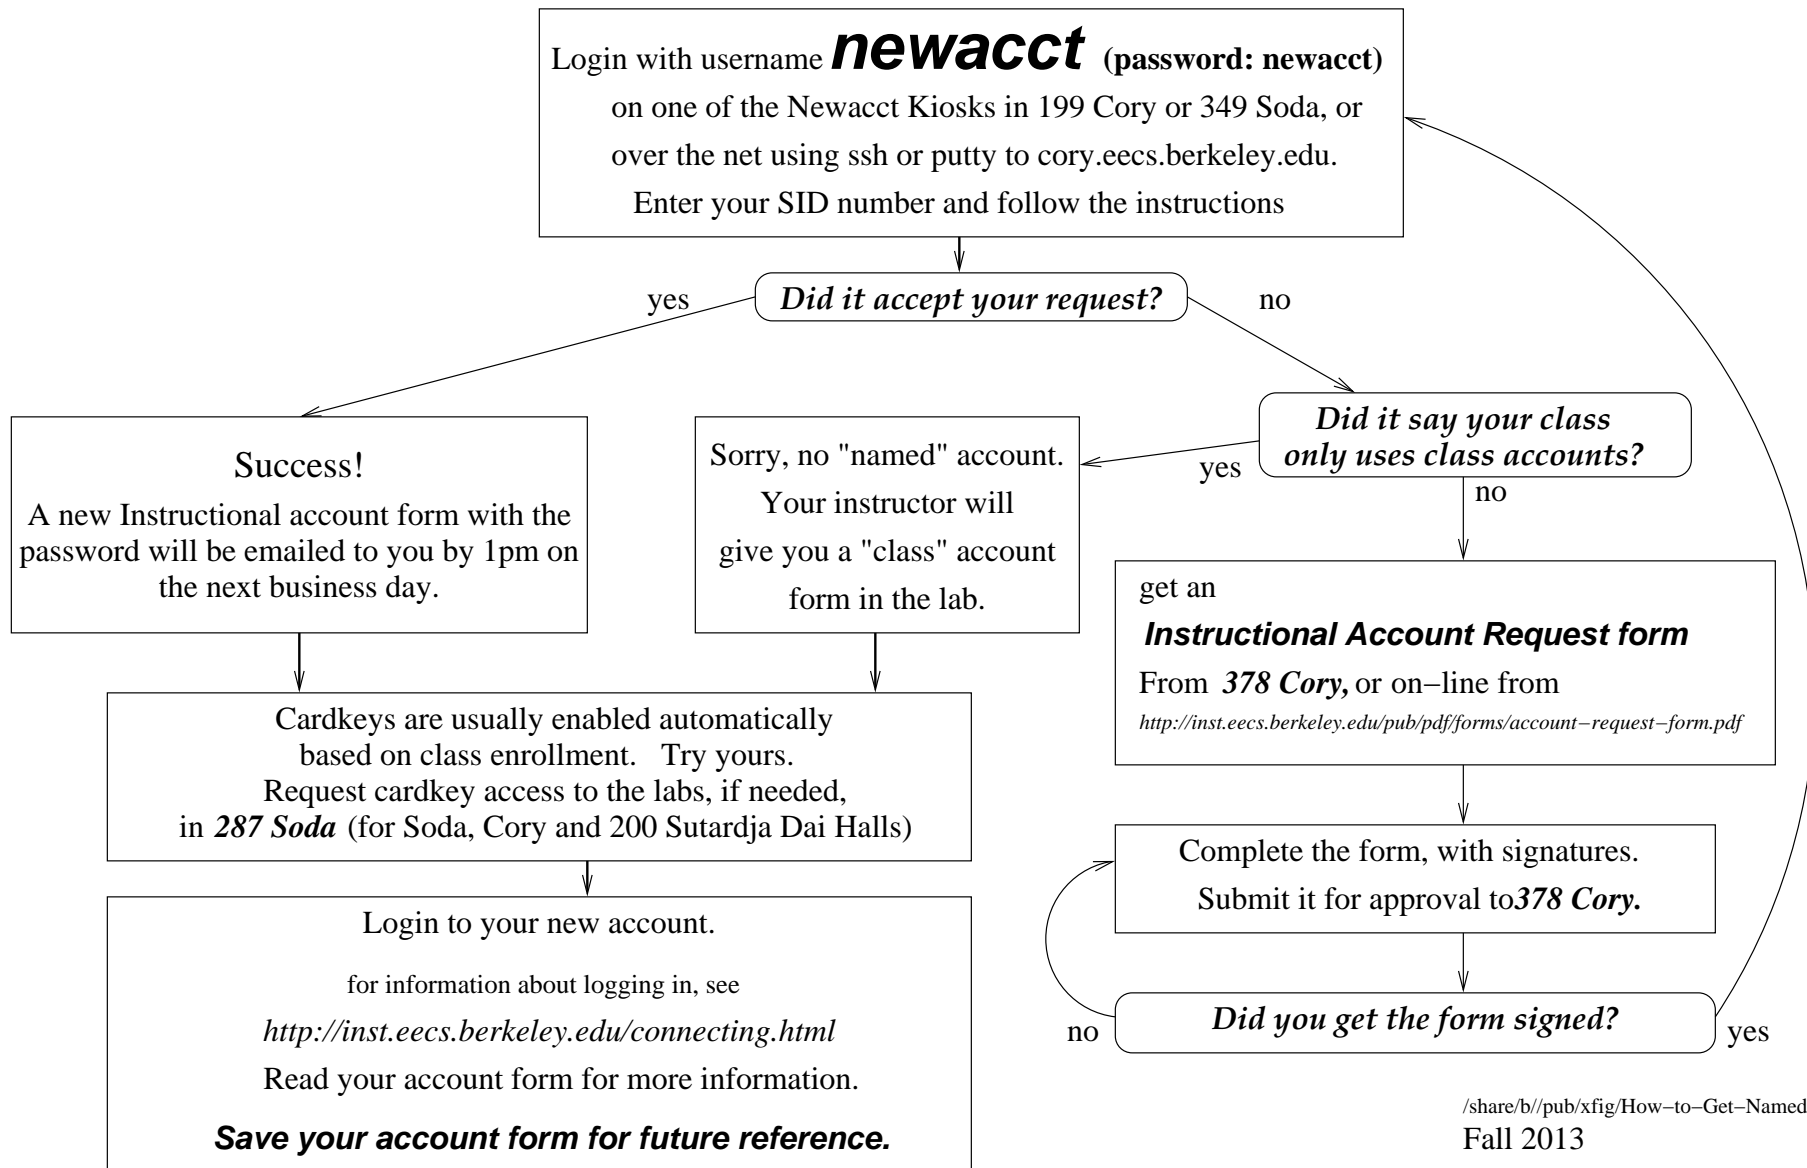 Login with username newacct (password: newacct)
on one of the Newacct Kiosks in 199 Cory or 349 Soda, or
over the net using ssh or putty to cory.eecs.berkeley.edu.
Enter your SID number and follow the instructions
Did it accept your request?
yes
no
Success!
A new Instructional account form with the
password will be emailed to you by 1pm on
the next business day.
Sorry, no "named" account.
Your instructor will
give you a "class" account
form in the lab.
Did it say your class
only uses class accounts?
yes
no
get an
Instructional Account Request form
From 378 Cory, or on−line from
http://inst.eecs.berkeley.edu/pub/pdf/forms/account−request−form.pdf
Cardkeys are usually enabled automatically
based on class enrollment. Try yours.
Request cardkey access to the labs, if needed,
in 287 Soda (for Soda, Cory and 200 Sutardja Dai Halls)
Complete the form, with signatures.
Submit it for approval to378 Cory.
Did you get the form signed?
no
yes
Login to your new account.
for information about logging in, see
http://inst.eecs.berkeley.edu/connecting.html
Read your account form for more information.
Save your account form for future reference.
/share/b//pub/xfig/How−to−Get−Named
Fall 2013